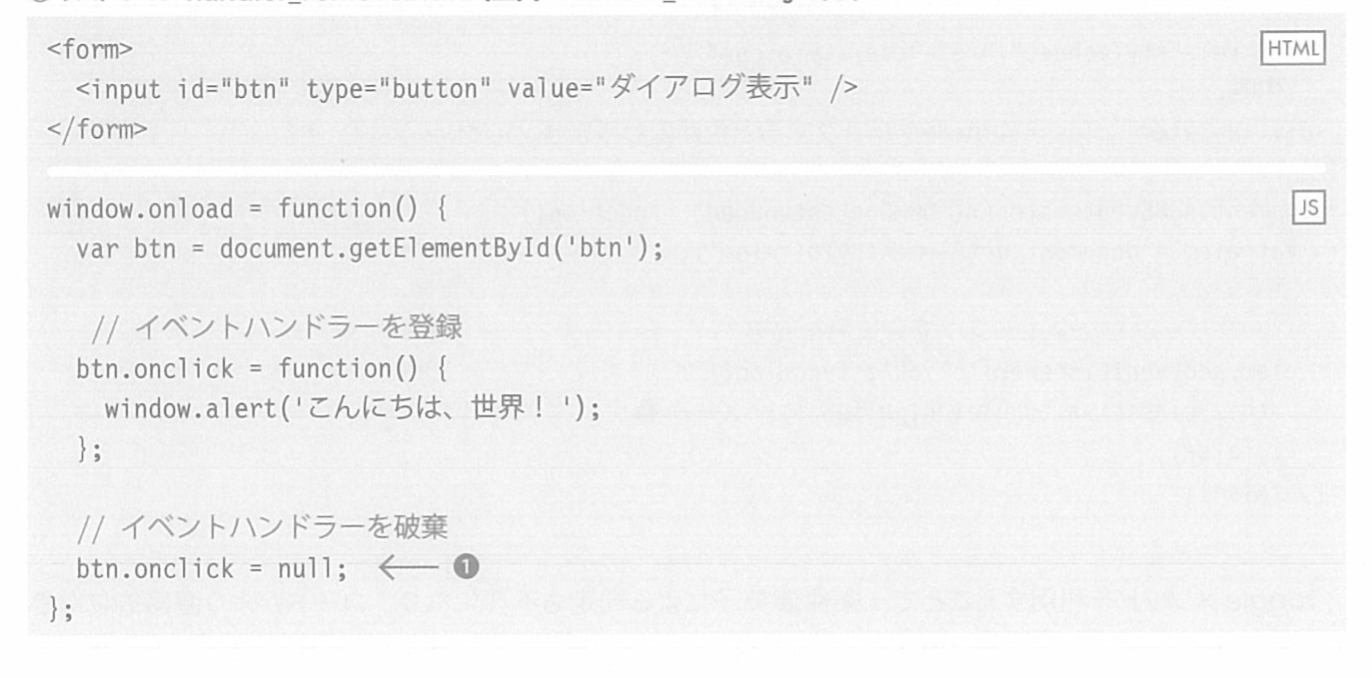 <form>
HTML
  <input id="btn" type="button" value="ダイアログ表示" />
</form>
window.onload = function() {
JS
  var btn = document.getElementById('btn');
  // イベントハンドラーを登録
  btn.onclick = function() {
    window.alert('こんにちは、世界！');
  };
  // イベントハンドラーを破棄
  btn.onclick = null; ← ❶
};